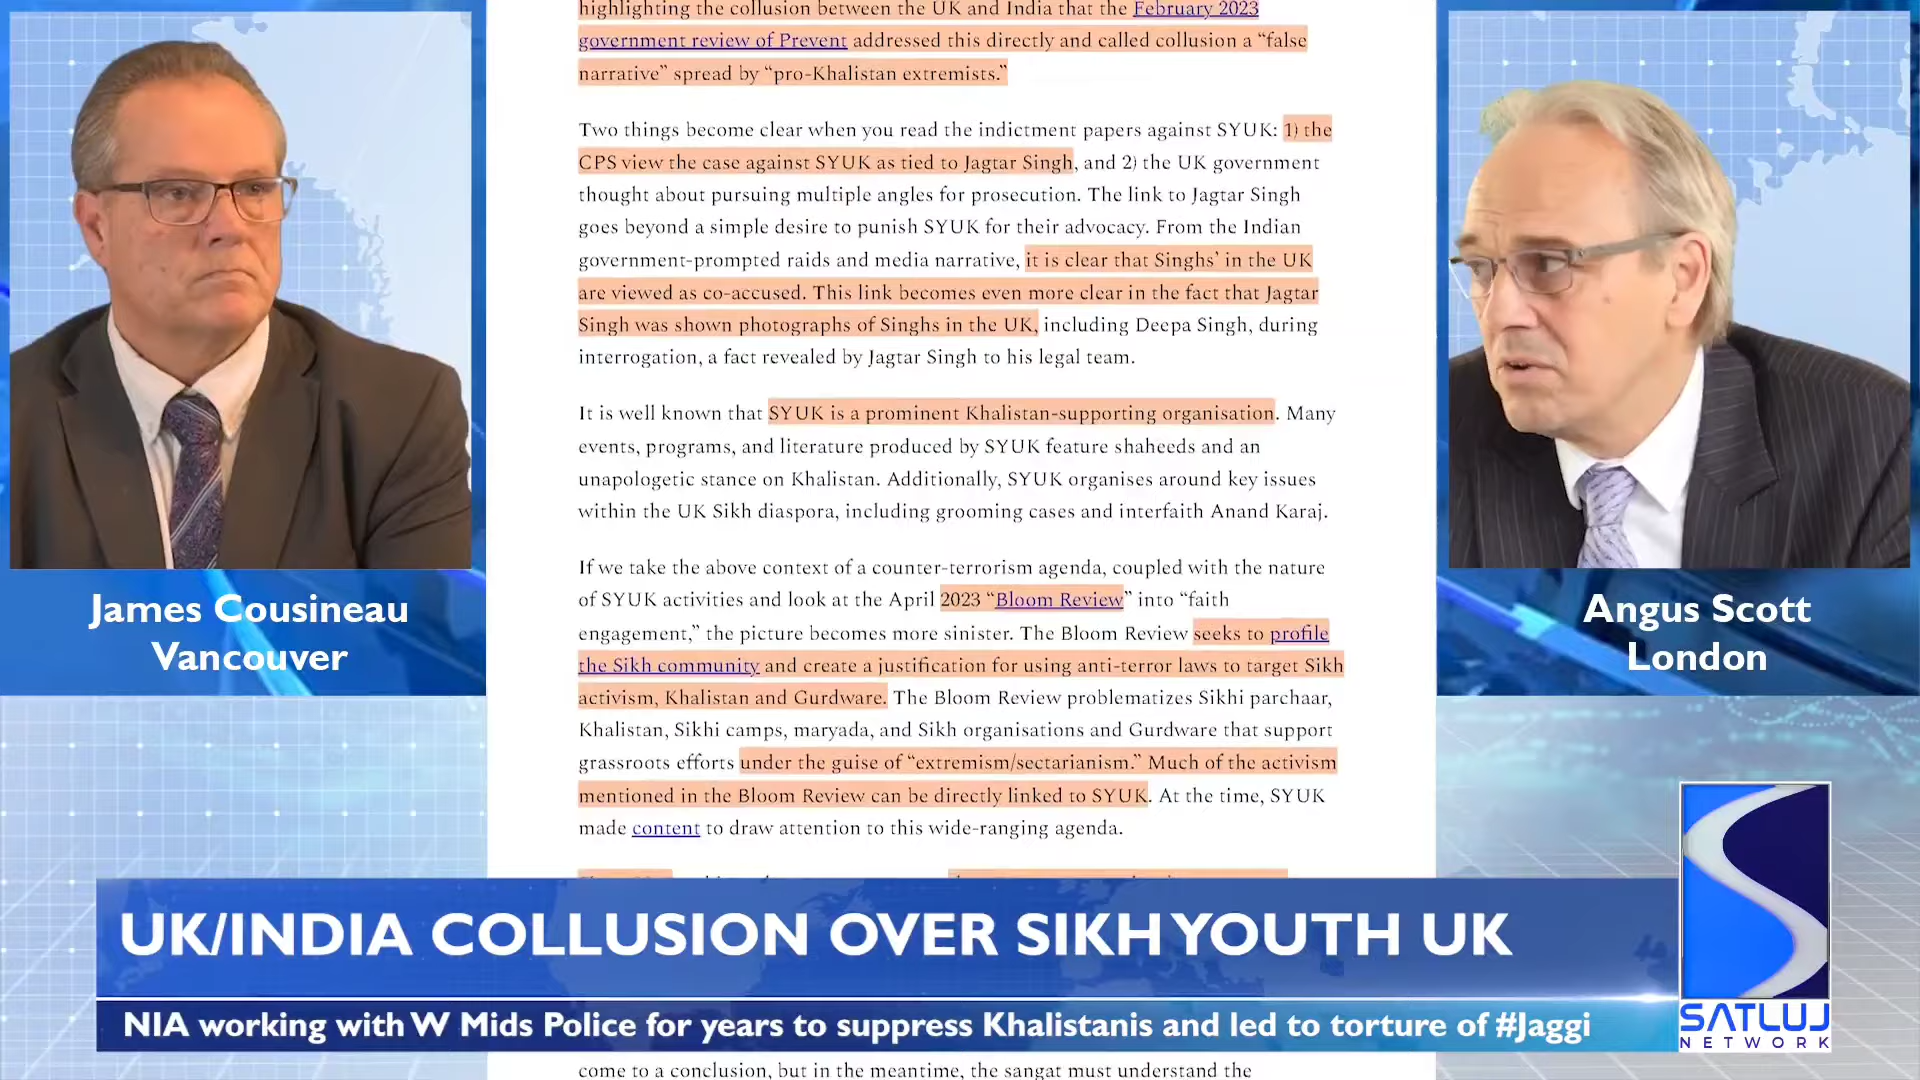 highlighting the collusion between the UK and India that the February 2023
government review of Prevent addressed this directly and called collusion a “false
narrative” spread by “pro-Khalistan extremists.”
Two things become clear when you read the indictment papers against SYUK: 1) the
CPS view the case against SYUK as tied to Jagtar Singh, and 2) the UK government
thought about pursuing multiple angles for prosecution. The link to Jagtar Singh
goes beyond a simple desire to punish SYUK for their advocacy. From the Indian
government-prompted raids and media narrative, it is clear that Singhs’ in the UK
are viewed as co-accused. This link becomes even more clear in the fact that Jagtar
Singh was shown photographs of Singhs in the UK, including Deepa Singh, during
interrogation, a fact revealed by Jagtar Singh to his legal team.
It is well known that SYUK is a prominent Khalistan-supporting organisation. Many
events, programs, and literature produced by SYUK feature shaheeds and an
unapologetic stance on Khalistan. Additionally, SYUK organises around key issues
within the UK Sikh diaspora, including grooming cases and interfaith Anand Karaj.
If we take the above context of a counter-terrorism agenda, coupled with the nature
of SYUK activities and look at the April 2023 “Bloom Review” into “faith
engagement,” the picture becomes more sinister. The Bloom Review seeks to profile
the Sikh community and create a justification for using anti-terror laws to target Sikh
activism, Khalistan and Gurdware. The Bloom Review problematizes Sikhi parchaar,
Khalistan, Sikhi camps, maryada, and Sikh organisations and Gurdware that support
grassroots efforts under the guise of “extremism/sectarianism.” Much of the activism
mentioned in the Bloom Review can be directly linked to SYUK. At the time, SYUK
made content to draw attention to this wide-ranging agenda.
James Cousineau
Vancouver
Angus Scott
London
UK/INDIA COLLUSION OVER SIKH YOUTH UK
NIA working with W Mids Police for years to suppress Khalistanis and led to torture of #Jaggi
SATLUJ
NETWORK
come to a conclusion, but in the meantime, the sangat must understand the